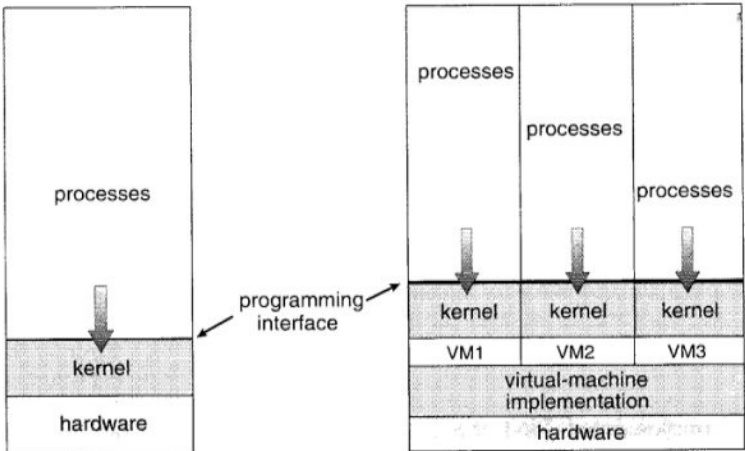 processes
kernel
hardware
programming
interface
processes
processes
processes
kernel
kernel
kernel
VM1
VM2
VM3
virtual-machine
implementation
hardware